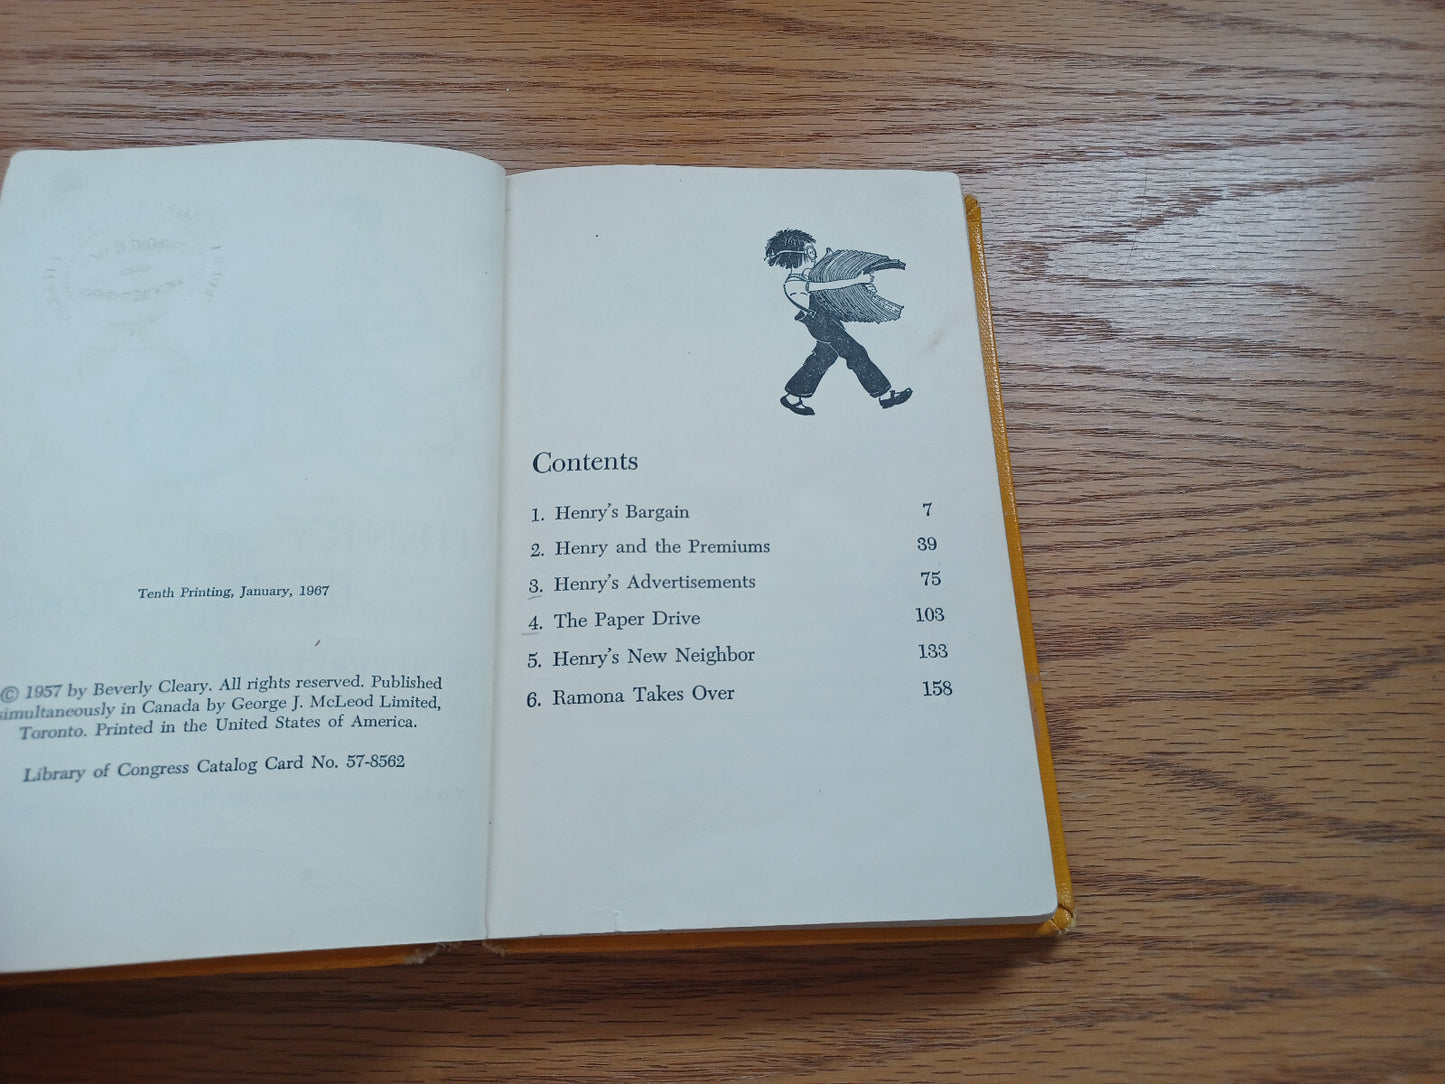 Tenth Printing, January, 1967
© 1957 by Beverly Cleary. All rights reserved. Published
simultaneously in Canada by George J. McLeod Limited,
Toronto. Printed in the United States of America.
Library of Congress Catalog Card No. 57-8562
Contents
1. Henry's Bargain 7
2. Henry and the Premiums 39
3. Henry's Advertisements 75
4. The Paper Drive 103
5. Henry's New Neighbor 133
6. Ramona Takes Over 158